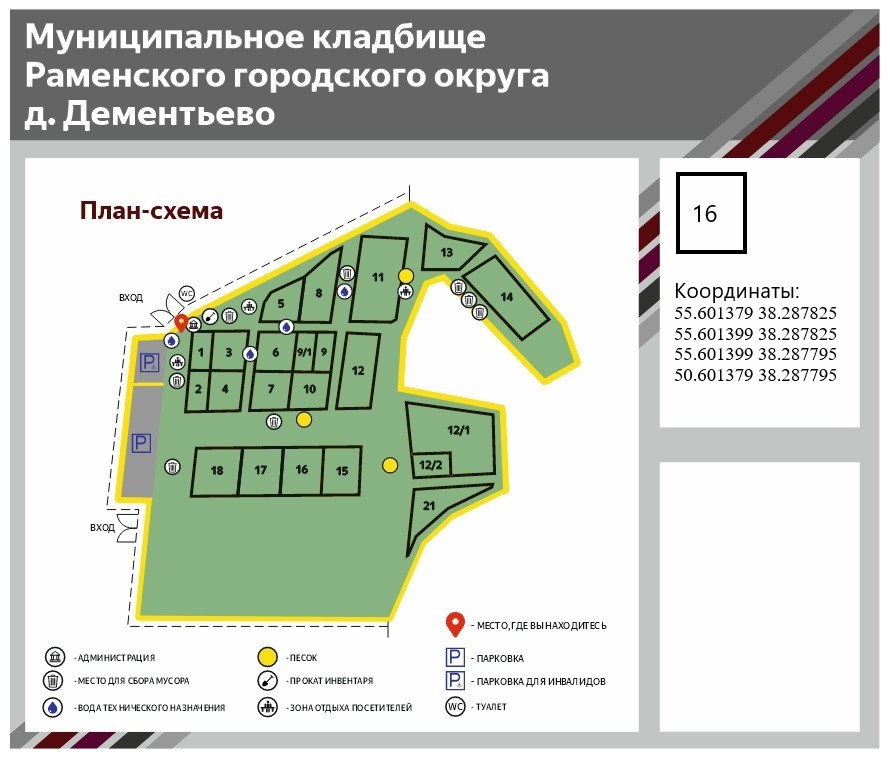 Муниципальное кладбище
Раменского городского округа
д. Дементьево
План-схема
16
Координаты:
55.601379 38.287825
55.601399 38.287825
55.601399 38.287795
50.601379 38.287795
13
11
14
8
5
WC
ВХОД
1
3
6
9/1
9
12
2
4
7
10
P
P
12/1
12/2
18
17
16
15
21
ВХОД
- МЕСТО, ГДЕ ВЫ НАХОДИТЕСЬ
- АДМИНИСТРАЦИЯ
- ПЕСОК
P - ПАРКОВКА
- МЕСТО ДЛЯ СБОРА МУСОРА
- ПРОКАТ ИНВЕНТАРЯ
P - ПАРКОВКА ДЛЯ ИНВАЛИДОВ
- ВОДА ТЕХНИЧЕСКОГО НАЗНАЧЕНИЯ
- ЗОНА ОТДЫХА ПОСЕТИТЕЛЕЙ
WC - ТУАЛЕТ